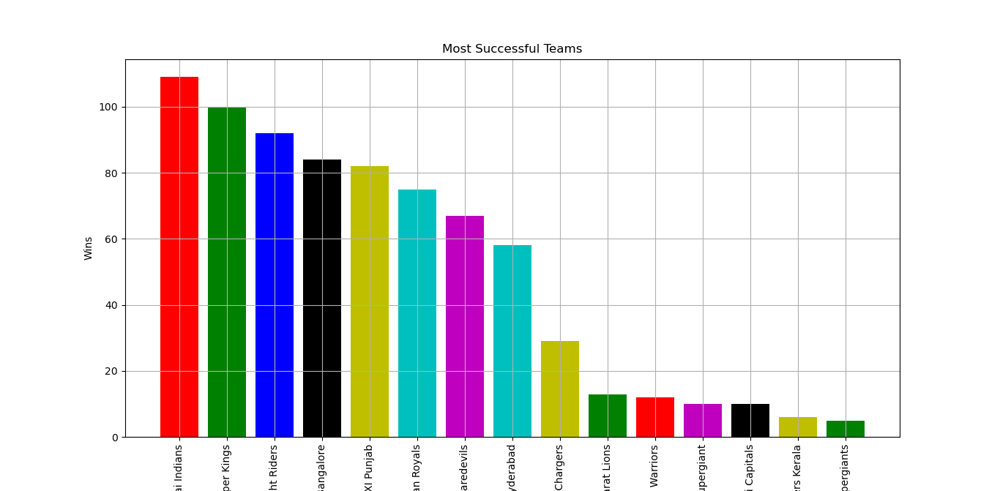 Most Successful Teams
Wins
100
80
60
40
20
0
ai Indians
per Kings
ht Riders
angalore
XI Punjab
an Royals
aredevils
yderabad
Chargers
rat Lions
Warriors
upergiant
i Capitals
ers Kerala
pergiants